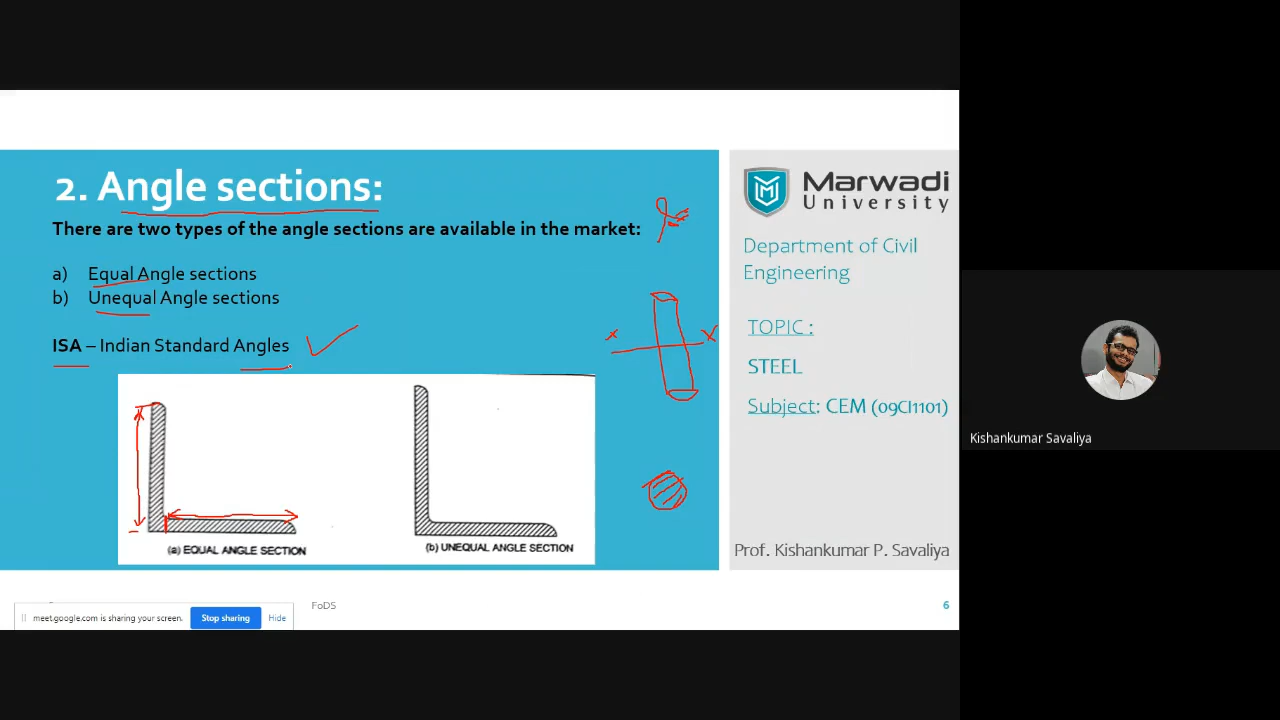 2. Angle sections:
There are two types of the angle sections are available in the market:
a) Equal Angle sections
b) Unequal Angle sections
ISA – Indian Standard Angles
X X
(a) EQUAL ANGLE SECTION
(b) UNEQUAL ANGLE SECTION
Marwadi
University
Department of Civil
Engineering
TOPIC :
STEEL
Subject: CEM (09CI1101)
Prof. Kishankumar P. Savaliya
FoDS
6
meet.google.com is sharing your screen.
Stop sharing
Hide
Kishankumar Savaliya